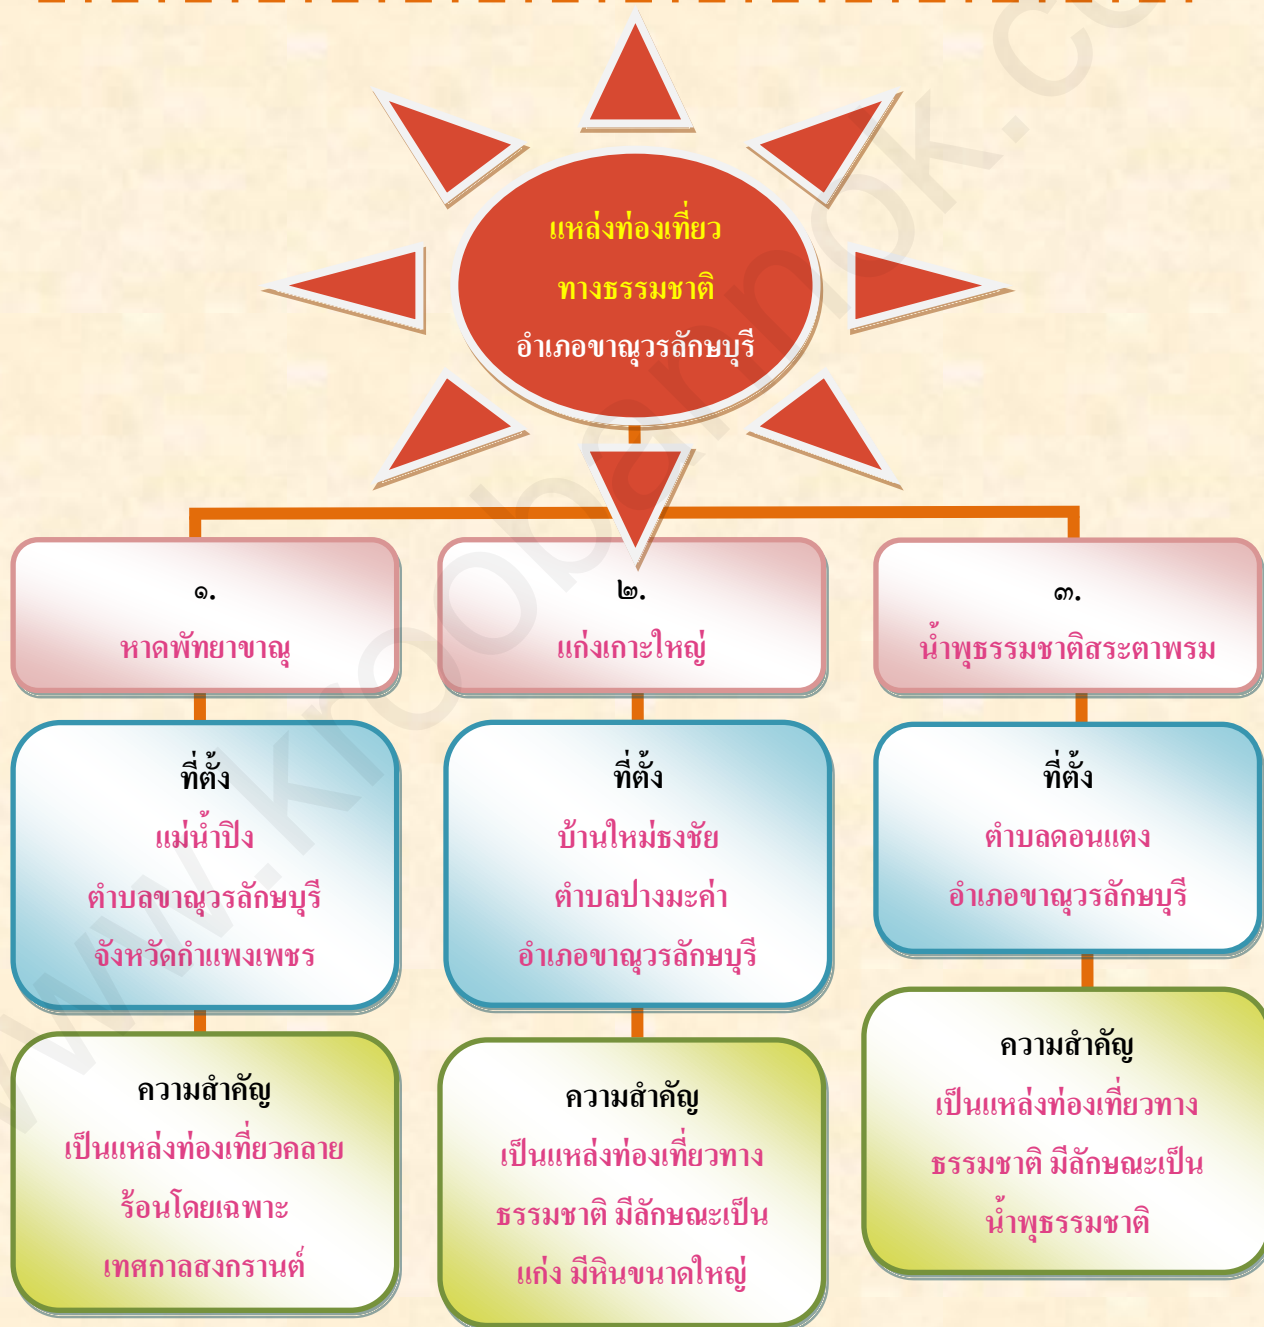 แหล่งท่องเที่ยว
ทางธรรมชาติ
อำเภอขาณุวรลักษบุรี
๑.
หาดพัทยาขาณุ
ที่ตั้ง
แม่น้ำปิง
ตำบลขาณุวรลักษบุรี
จังหวัดกำแพงเพชร
ความสำคัญ
เป็นแหล่งท่องเที่ยวคลาย
ร้อนโดยเฉพาะ
เทศกาลสงกรานต์
๒.
แก่งเกาะใหญ่
ที่ตั้ง
บ้านใหม่ธงชัย
ตำบลปางมะค่า
อำเภอขาณุวรลักษบุรี
ความสำคัญ
เป็นแหล่งท่องเที่ยวทาง
ธรรมชาติ มีลักษณะเป็น
แก่ง มีหินขนาดใหญ่
๓.
น้ำพุธรรมชาติสระตาพรม
ที่ตั้ง
ตำบลดอนแตง
อำเภอขาณุวรลักษบุรี
ความสำคัญ
เป็นแหล่งท่องเที่ยวทาง
ธรรมชาติ มีลักษณะเป็น
น้ำพุธรรมชาติ
www.kroobannok.co